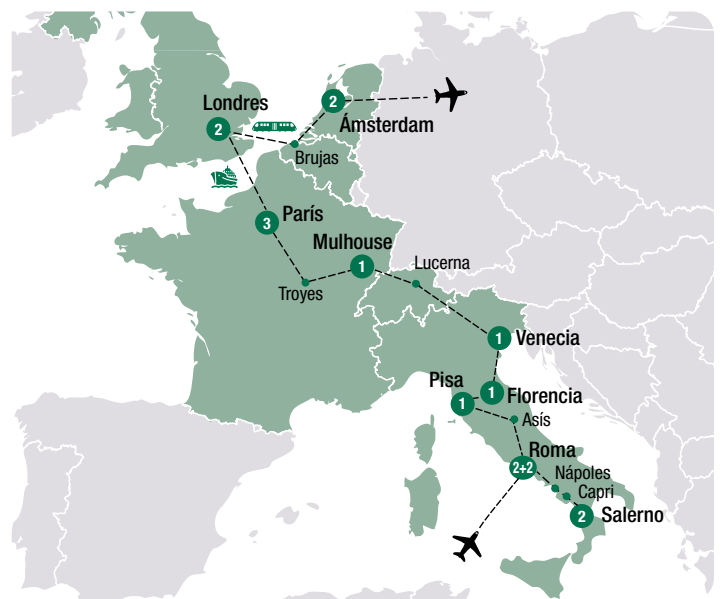 Londres
2
2
Ámsterdam
Brujas
París
3
Mulhouse
1
Lucerna
Troyes
1
Venecia
Pisa
1
1
Florencia
Asís
Roma
2+2
Nápoles
Capri
2
Salerno